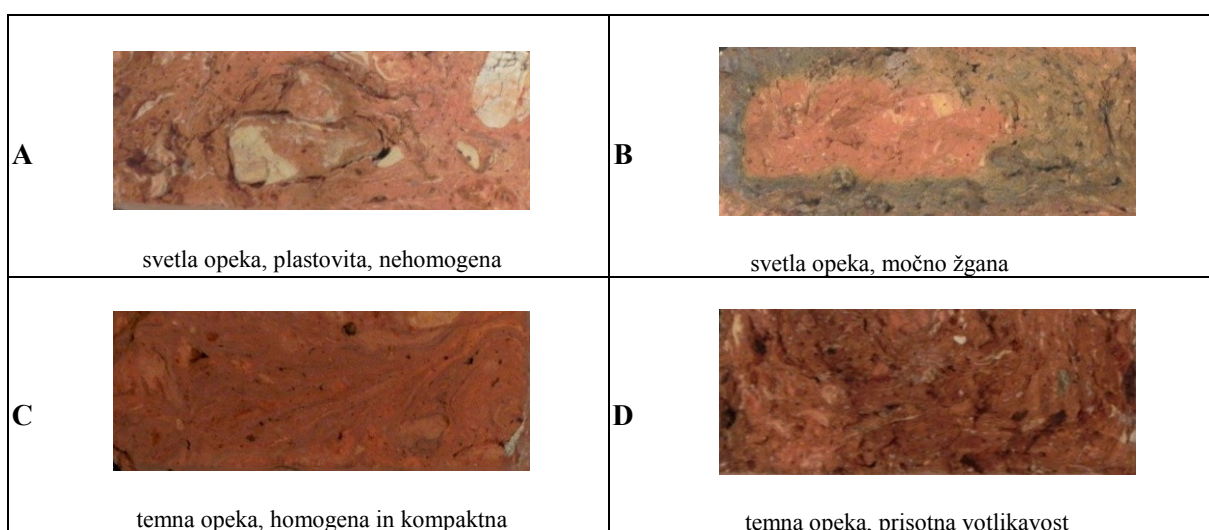 A
svetla opeka, plastovita, nehomogena
B
svetla opeka, močno žgana
C
temna opeka, homogena in kompaktna
D
temna opeka, prisotna votlikavost